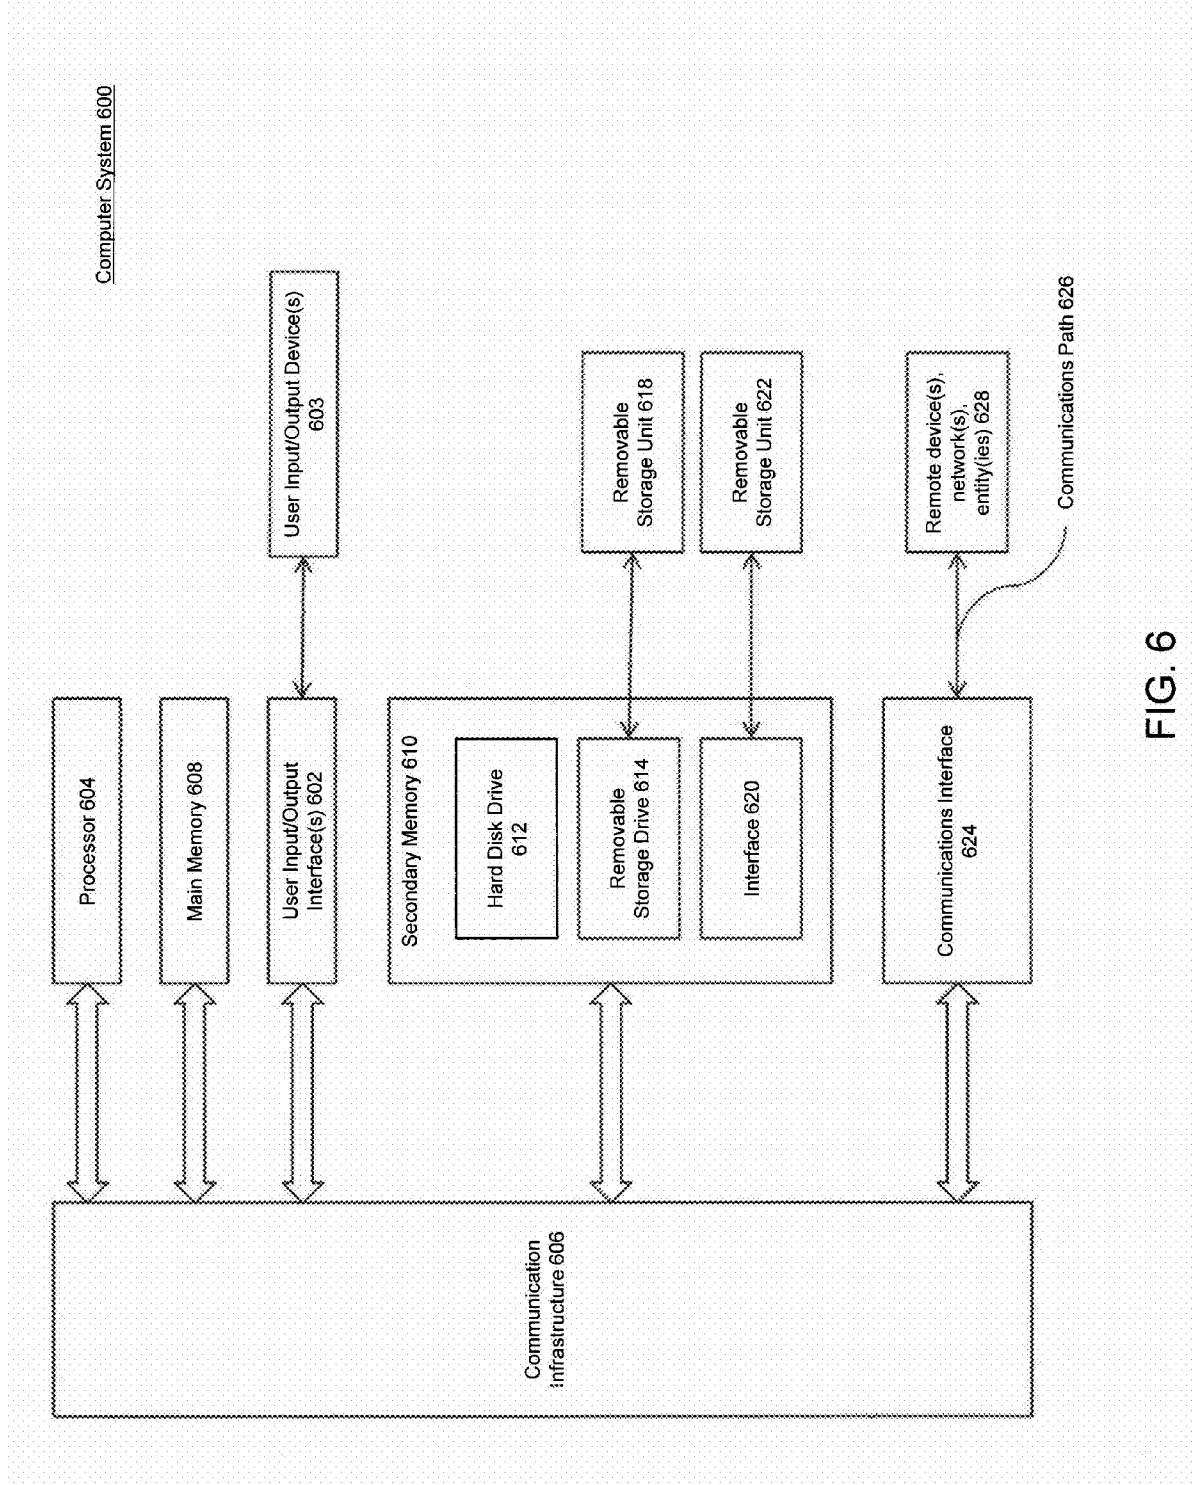 Computer System 600
Processor 604
Main Memory 608
User Input/Output
Interface(s) 602
User Input/Output Device(s)
603
Secondary Memory 610
Hard Disk Drive
612
Removable
Storage Drive 614
Removable
Storage Unit 618
Interface 620
Removable
Storage Unit 622
Communications Interface
624
Remote device(s),
network(s),
entity(ies) 628
Communications Path 626
Communication
Infrastructure 606
FIG. 6